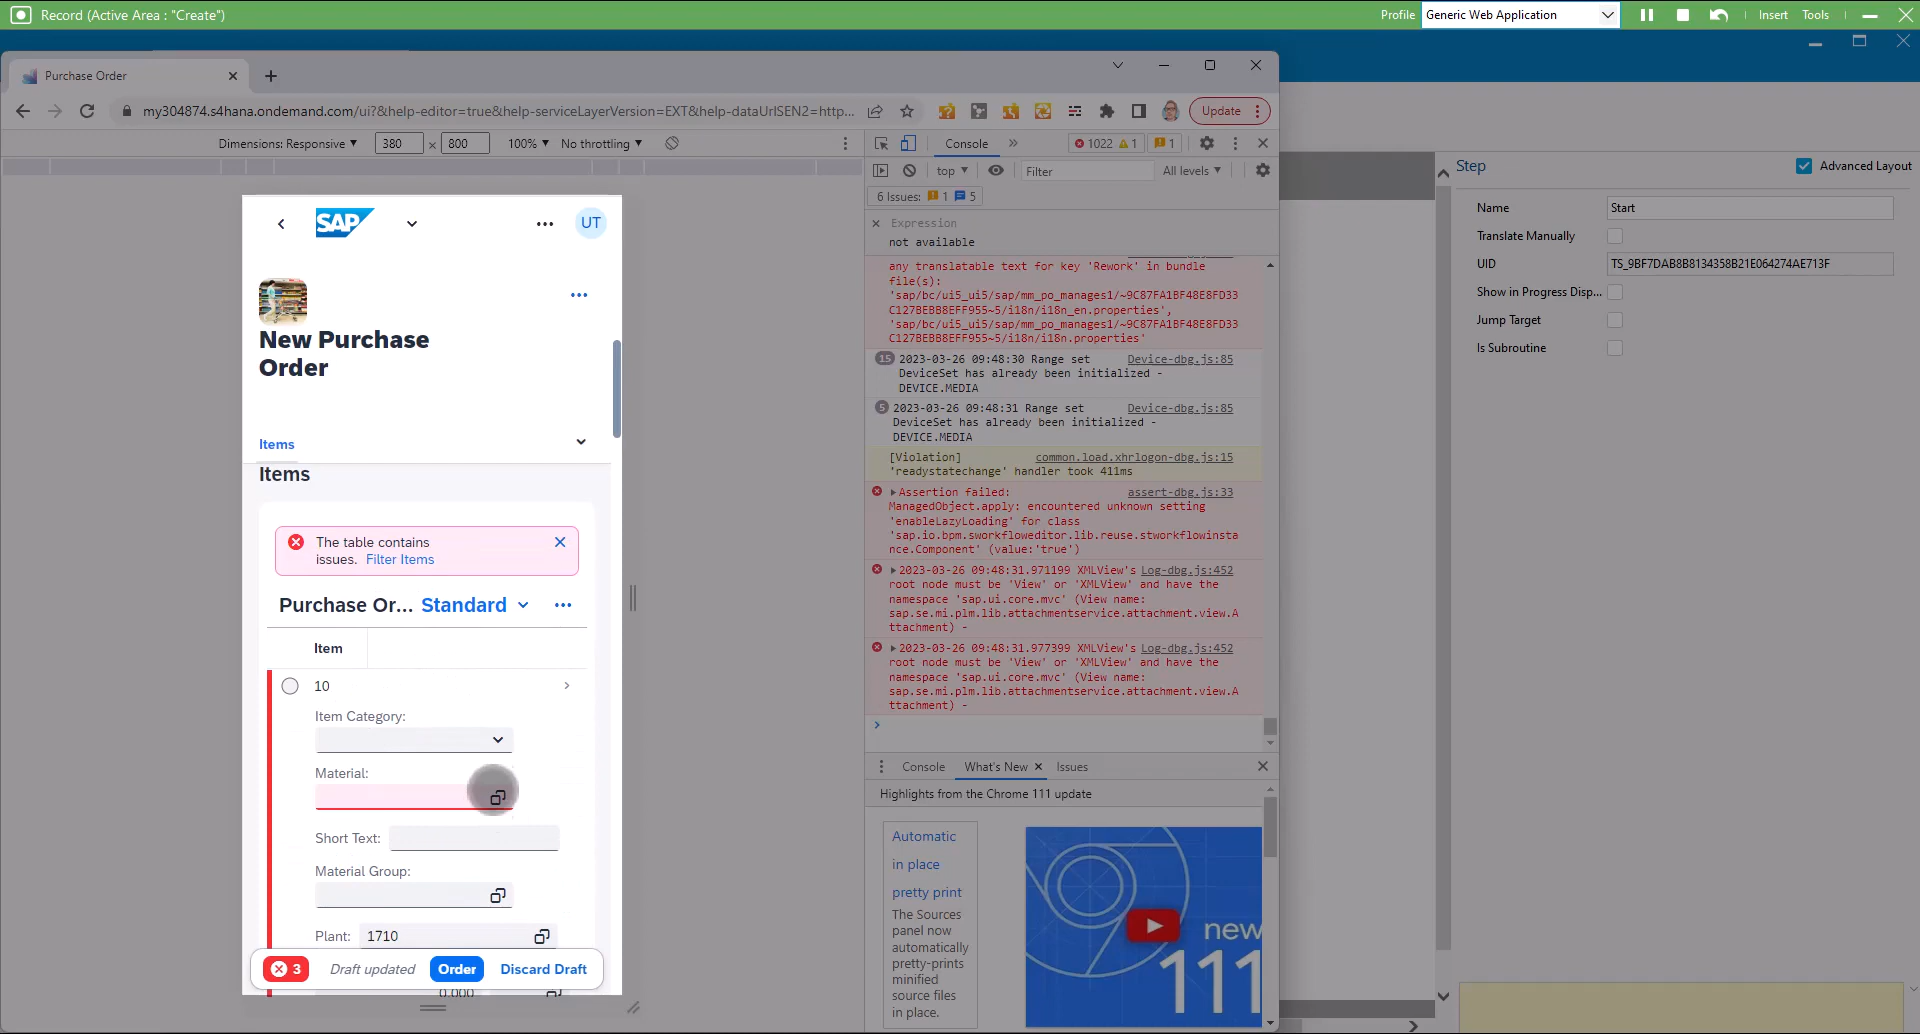 Record (Active Area : "Create")
Profile
Generic Web Application
Insert
Tools
Purchase Order
my304874.s4hana.ondemand.com/ui?&help-editor=true&help-serviceLayerVersion=EXT&help-dataUrlSEN2=http...
Update
Dimensions: Responsive
380
×
800
100%
No throttling
Console
1022
1
1
top
Filter
All levels
6 Issues:
1
5
Expression
not available
any translatable text for key 'Rework' in bundle
file(s):
'sap/bc/ui5_ui5/sap/mm_po_manages1/~9C87FA1BF48E8FD33
C127BEBB8EFF955~5/i18n/i18n_en.properties',
'sap/bc/ui5_ui5/sap/mm_po_manages1/~9C87FA1BF48E8FD33
C127BEBB8EFF955~5/i18n/i18n.properties'
15 2023-03-26 09:48:30 Range set Device-dbg.js:85
DeviceSet has already been initialized -
DEVICE.MEDIA
5 2023-03-26 09:48:31 Range set Device-dbg.js:85
DeviceSet has already been initialized -
DEVICE.MEDIA
[Violation] common.load.xhrlogon-dbg.js:15
'readystatechange' handler took 411ms
Assertion failed: assert-dbg.js:33
ManagedObject.apply: encountered unknown setting
'enableLazyLoading' for class
'sap.io.bpm.sworkfloweditor.lib.reuse.stworkflowinsta
nce.Component' (value:'true')
2023-03-26 09:48:31.971199 XMLView's Log-dbg.js:452
root node must be 'View' or 'XMLView' and have the
namespace 'sap.ui.core.mvc' (View name:
sap.se.mi.plm.lib.attachmentservice.attachment.view.A
ttachment) -
2023-03-26 09:48:31.977399 XMLView's Log-dbg.js:452
root node must be 'View' or 'XMLView' and have the
namespace 'sap.ui.core.mvc' (View name:
sap.se.mi.plm.lib.attachmentservice.attachment.view.A
ttachment) -
Console
What's New
Issues
Highlights from the Chrome 111 update
Automatic
in place
pretty print
The Sources
panel now
automatically
pretty-prints
minified
source files
in place.
new
111
SAP
UT
New Purchase
Order
Items
Items
The table contains
issues. Filter Items
Purchase Or...
Standard
Item
10
Item Category:
Material:
Short Text:
Material Group:
Plant:
1710
3
Draft updated
Order
Discard Draft
0.000
Step
Advanced Layout
Name
Start
Translate Manually
UID
TS_9BF7DAB8B8134358B21E064274AE713F
Show in Progress Disp...
Jump Target
Is Subroutine